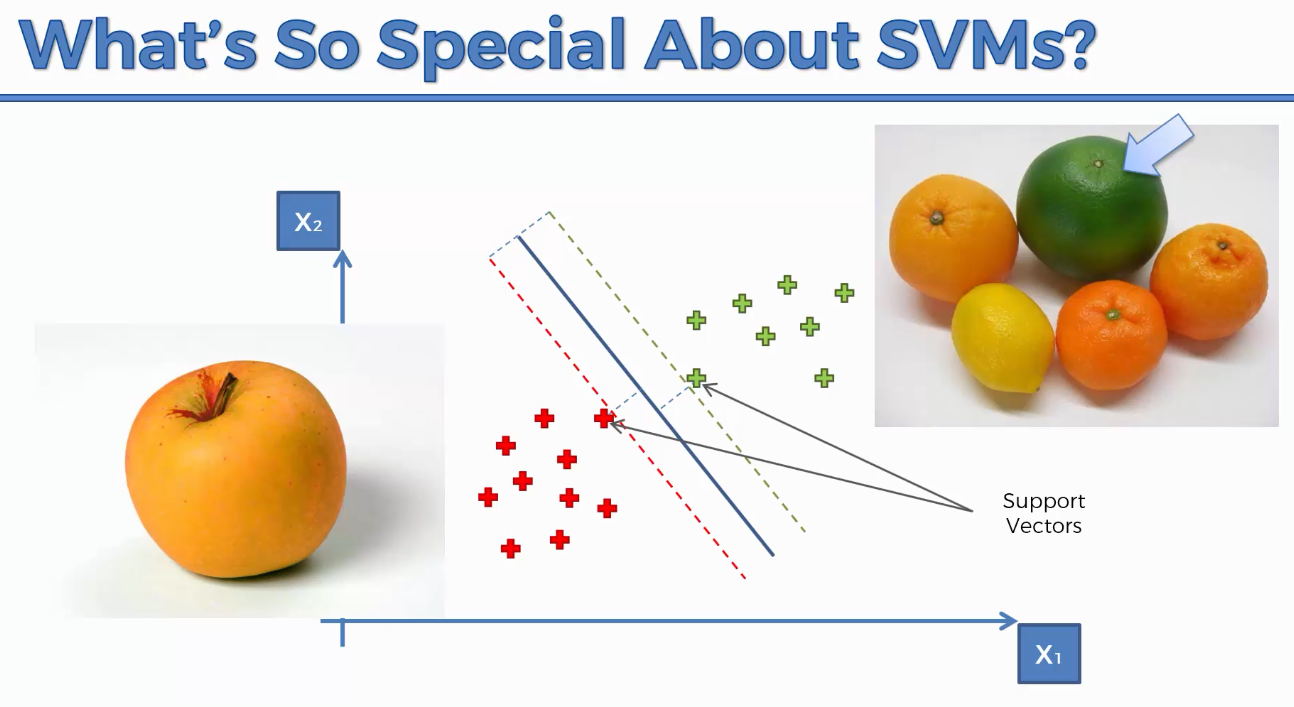 What's So Special About SVMs?
X2
Support
Vectors
X1